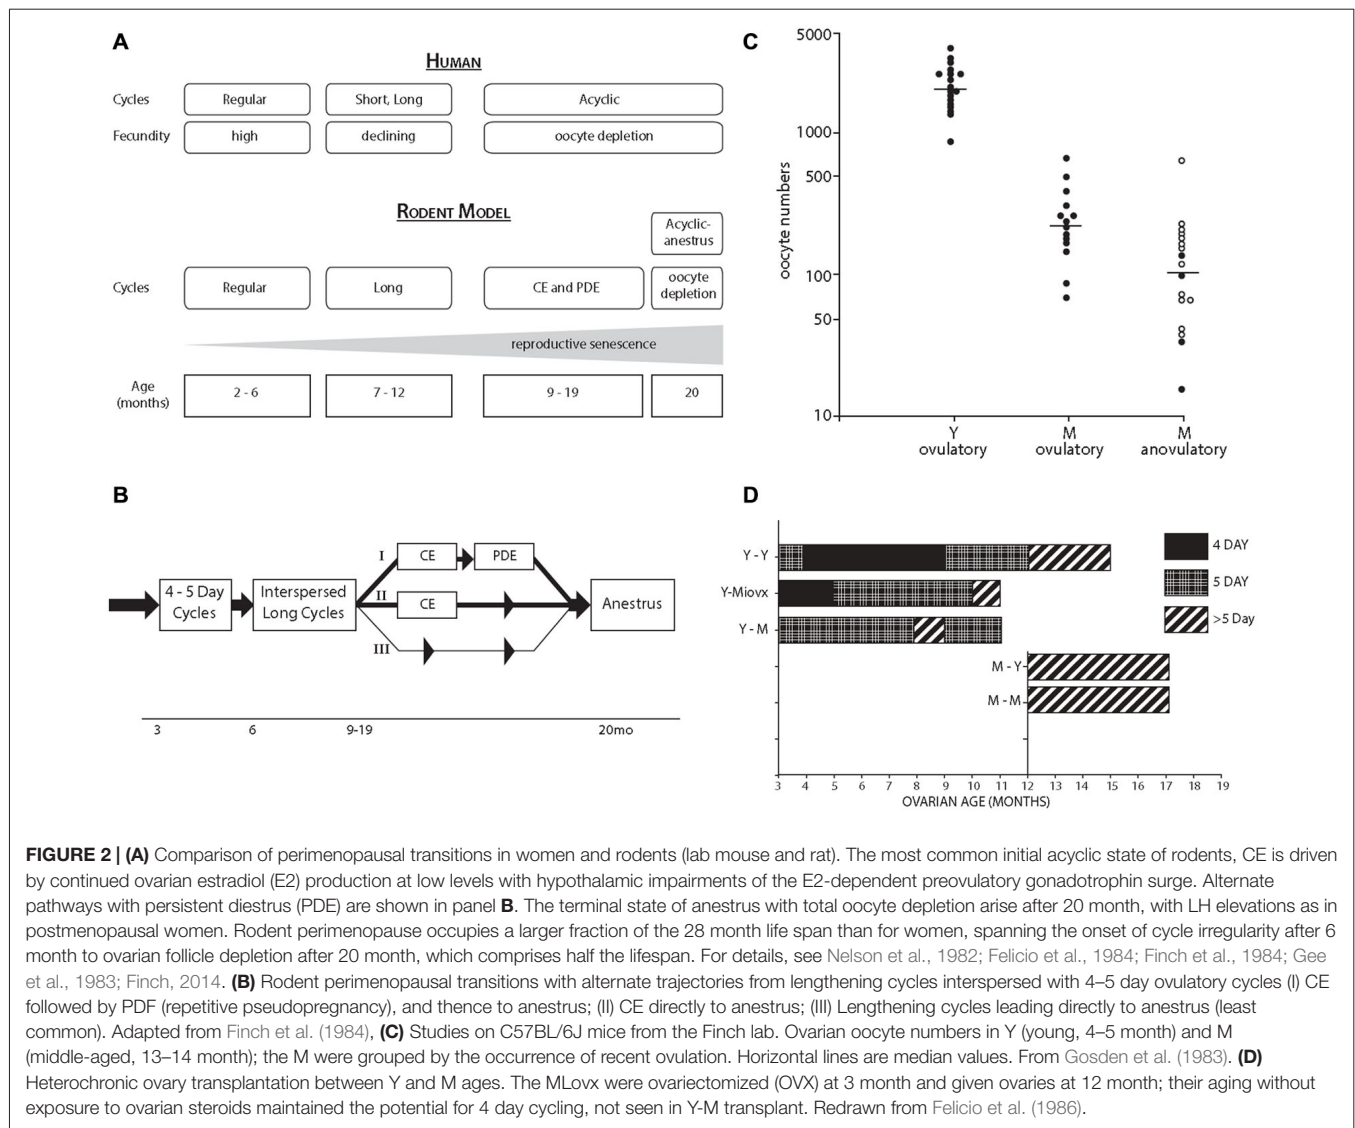 A
HUMAN
Cycles
Regular
Short, Long
Acyclic
Fecundity
high
declining
oocyte depletion
RODENT MODEL
Acyclic-
anestrus
Cycles
Regular
Long
CE and PDE
oocyte
depletion
reproductive senescence
Age
(months)
2 - 6
7 - 12
9 - 19
20
C
5000
1000
500
100
50
10
oocyte numbers
Y
ovulatory
M
ovulatory
M
anovulatory
B
4 - 5 Day
Cycles
Interspersed
Long Cycles
I
CE
PDE
II
CE
III
Anestrus
3
6
9-19
20mo
D
Y - Y
Y-Miovx
Y - M
M - Y
M - M
4 DAY
5 DAY
>5 Day
3 4 5 6 7 8 9 10 11 12 13 14 15 16 17 18 19
OVARIAN AGE (MONTHS)
FIGURE 2 | (A) Comparison of perimenopausal transitions in women and rodents (lab mouse and rat). The most common initial acyclic state of rodents, CE is driven
by continued ovarian estradiol (E2) production at low levels with hypothalamic impairments of the E2-dependent preovulatory gonadotrophin surge. Alternate
pathways with persistent diestrus (PDE) are shown in panel B. The terminal state of anestrus with total oocyte depletion arise after 20 month, with LH elevations as in
postmenopausal women. Rodent perimenopause occupies a larger fraction of the 28 month life span than for women, spanning the onset of cycle irregularity after 6
month to ovarian follicle depletion after 20 month, which comprises half the lifespan. For details, see Nelson et al., 1982; Felicio et al., 1984; Finch et al., 1984; Gee
et al., 1983; Finch, 2014. (B) Rodent perimenopausal transitions with alternate trajectories from lengthening cycles interspersed with 4–5 day ovulatory cycles (I) CE
followed by PDF (repetitive pseudopregnancy), and thence to anestrus; (II) CE directly to anestrus; (III) Lengthening cycles leading directly to anestrus (least
common). Adapted from Finch et al. (1984), (C) Studies on C57BL/6J mice from the Finch lab. Ovarian oocyte numbers in Y (young, 4–5 month) and M
(middle-aged, 13–14 month); the M were grouped by the occurrence of recent ovulation. Horizontal lines are median values. From Gosden et al. (1983). (D)
Heterochronic ovary transplantation between Y and M ages. The MLovx were ovariectomized (OVX) at 3 month and given ovaries at 12 month; their aging without
exposure to ovarian steroids maintained the potential for 4 day cycling, not seen in Y-M transplant. Redrawn from Felicio et al. (1986).